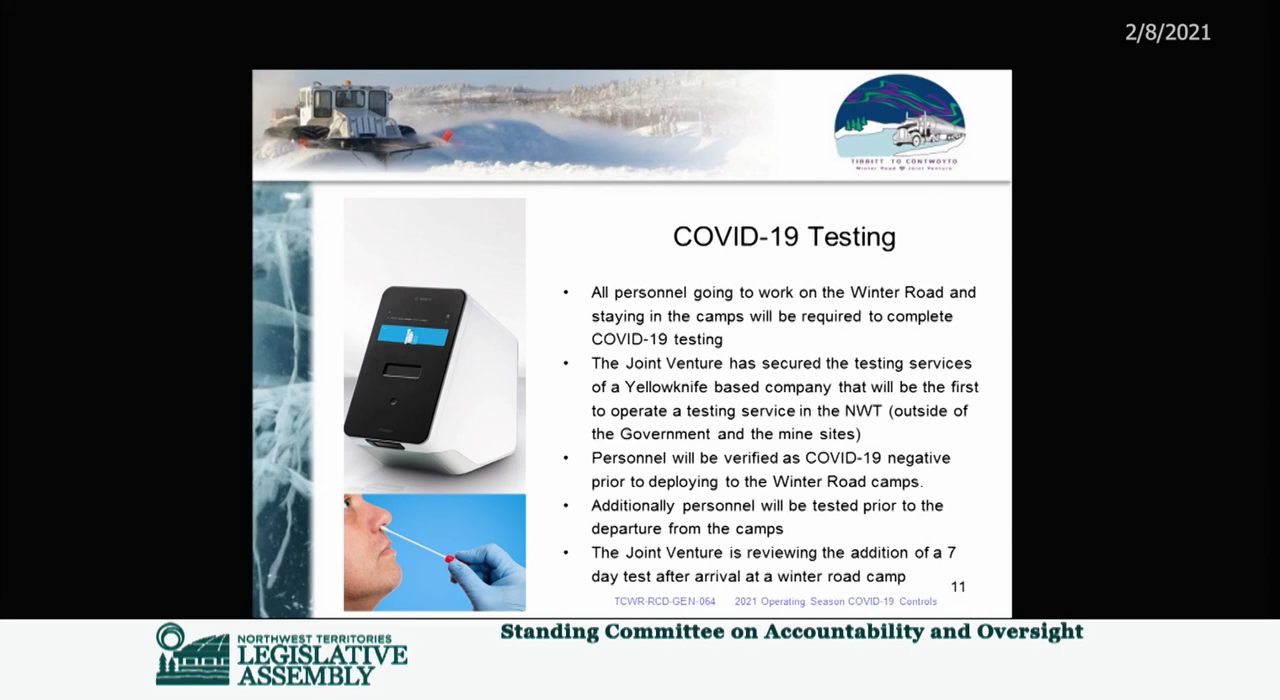 2/8/2021
TIBBITT TO CONTWOYTO
Winter Road Joint Venture
COVID-19 Testing
• All personnel going to work on the Winter Road and
staying in the camps will be required to complete
COVID-19 testing
• The Joint Venture has secured the testing services
of a Yellowknife based company that will be the first
to operate a testing service in the NWT (outside of
the Government and the mine sites)
• Personnel will be verified as COVID-19 negative
prior to deploying to the Winter Road camps.
• Additionally personnel will be tested prior to the
departure from the camps
• The Joint Venture is reviewing the addition of a 7
day test after arrival at a winter road camp
11
TCWR-RCD-GEN-064 2021 Operating Season COVID-19 Controls
NORTHWEST TERRITORIES
LEGISLATIVE
ASSEMBLY
Standing Committee on Accountability and Oversight